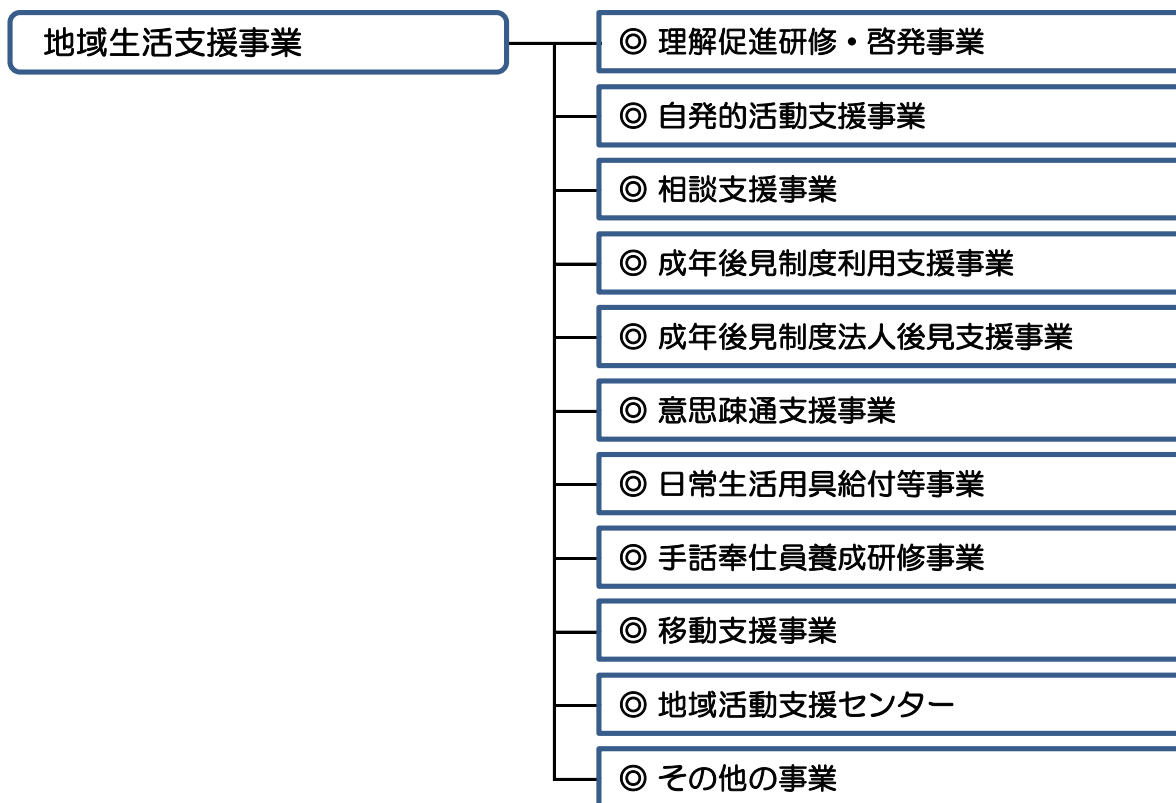 地域生活支援事業
◎ 理解促進研修・啓発事業
◎ 自発的活動支援事業
◎ 相談支援事業
◎ 成年後見制度利用支援事業
◎ 成年後見制度法人後見支援事業
◎ 意思疎通支援事業
◎ 日常生活用具給付等事業
◎ 手話奉仕員養成研修事業
◎ 移動支援事業
◎ 地域活動支援センター
◎ その他の事業